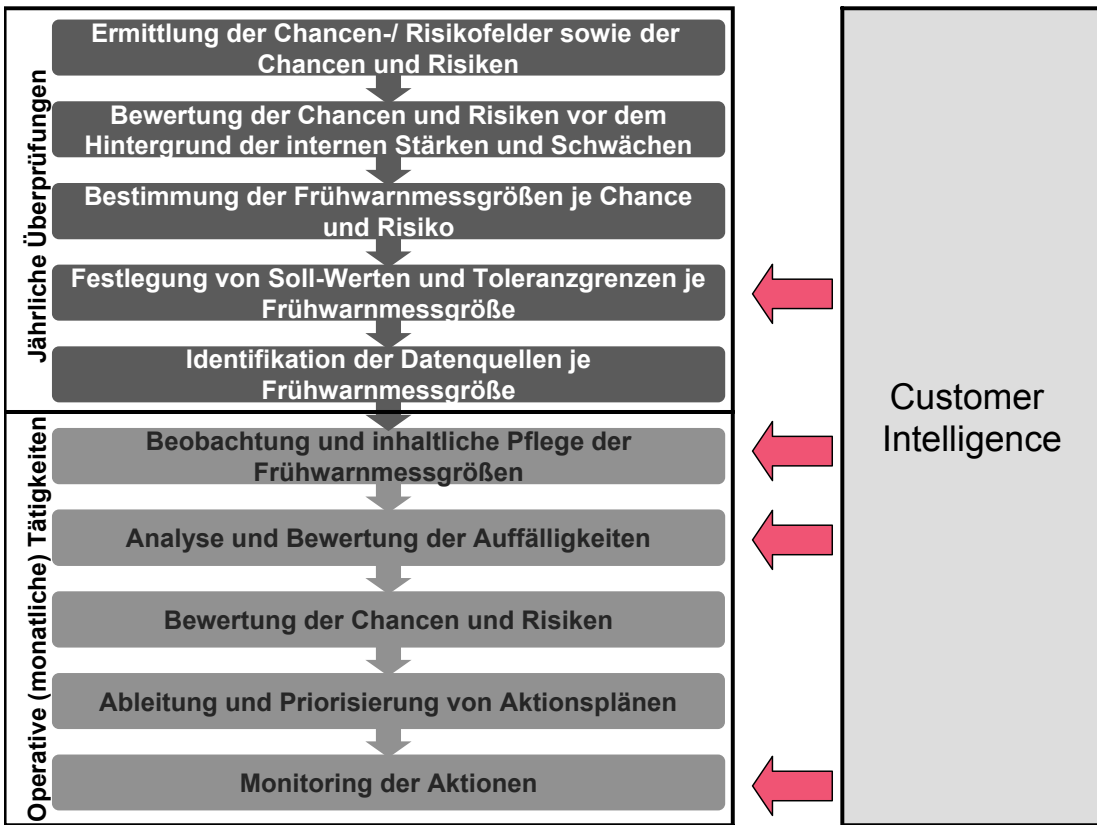 Jährliche Überprüfungen
Ermittlung der Chancen-/ Risikofelder sowie der
Chancen und Risiken
Bewertung der Chancen und Risiken vor dem
Hintergrund der internen Stärken und Schwächen
Bestimmung der Frühwarnmessgrößen je Chance
und Risiko
Festlegung von Soll-Werten und Toleranzgrenzen je
Frühwarnmessgröße
Identifikation der Datenquellen je
Frühwarnmessgröße
Operative (monatliche) Tätigkeiten
Beobachtung und inhaltliche Pflege der
Frühwarnmessgrößen
Analyse und Bewertung der Auffälligkeiten
Bewertung der Chancen und Risiken
Ableitung und Priorisierung von Aktionsplänen
Monitoring der Aktionen
Customer
Intelligence